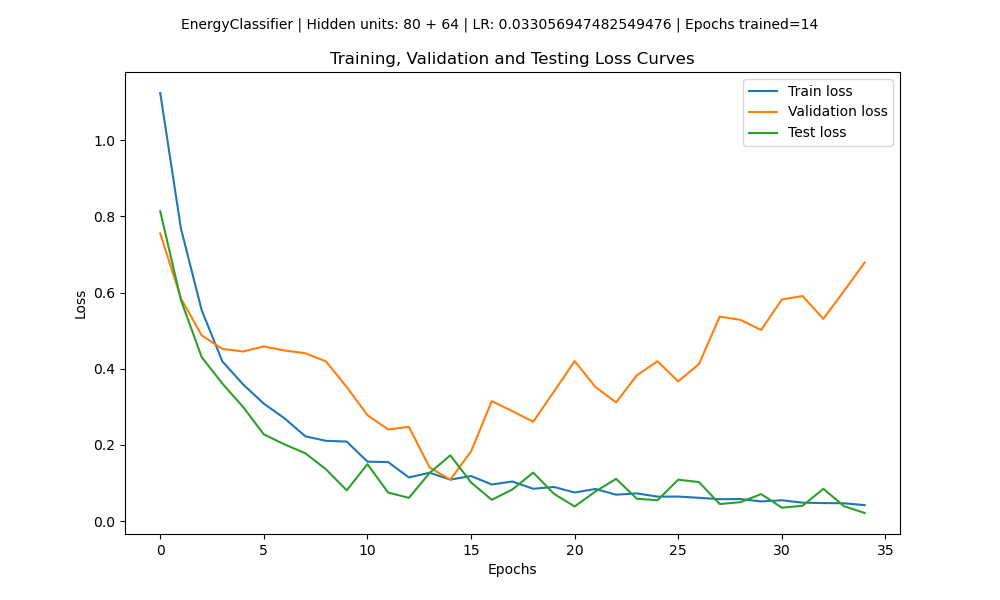 EnergyClassifier | Hidden units: 80 + 64 | LR: 0.033056947482549476 | Epochs trained=14
Training, Validation and Testing Loss Curves
Train loss
Validation loss
Test loss
Loss
1.0
0.8
0.6
0.4
0.2
0.0
0 5 10 15 20 25 30 35
Epochs